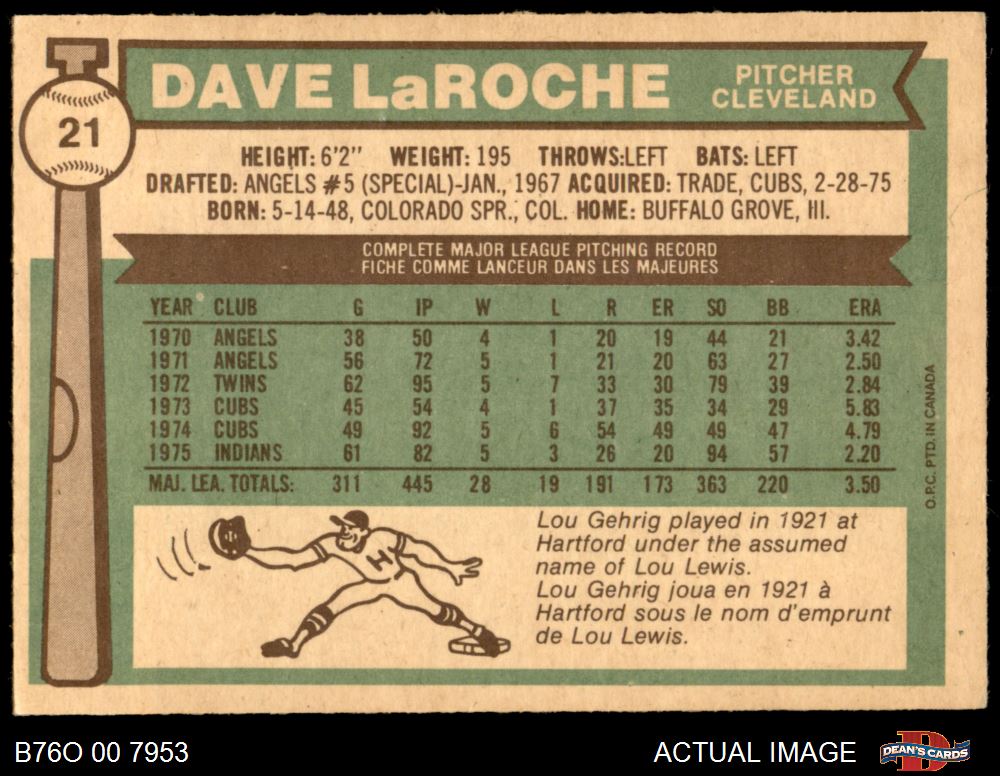 21
DAVE LaROCHE
PITCHER
CLEVELAND
HEIGHT: 6'2" WEIGHT: 195 THROWS:LEFT BATS: LEFT
DRAFTED: ANGELS #5 (SPECIAL)-JAN., 1967 ACQUIRED: TRADE, CUBS, 2-28-75
BORN: 5-14-48, COLORADO SPR., COL. HOME: BUFFALO GROVE, Ill.
COMPLETE MAJOR LEAGUE PITCHING RECORD
FICHE COMME LANCEUR DANS LES MAJEURES
YEAR CLUB G IP W L R ER SO BB ERA
1970 ANGELS 38 50 4 1 20 19 44 21 3.42
1971 ANGELS 56 72 5 1 21 20 63 27 2.50
1972 TWINS 62 95 5 7 33 30 79 39 2.84
1973 CUBS 45 54 4 1 37 35 34 29 5.83
1974 CUBS 49 92 5 6 54 49 49 47 4.79
1975 INDIANS 61 82 5 3 26 20 94 57 2.20
MAJ. LEA. TOTALS: 311 445 28 19 191 173 363 220 3.50
O.P.C. PTD. IN CANADA
H
Lou Gehrig played in 1921 at
Hartford under the assumed
name of Lou Lewis.
Lou Gehrig joua en 1921 à
Hartford sous le nom d'emprunt
de Lou Lewis.
B76O 00 7953
ACTUAL IMAGE
DEAN'S CARDS